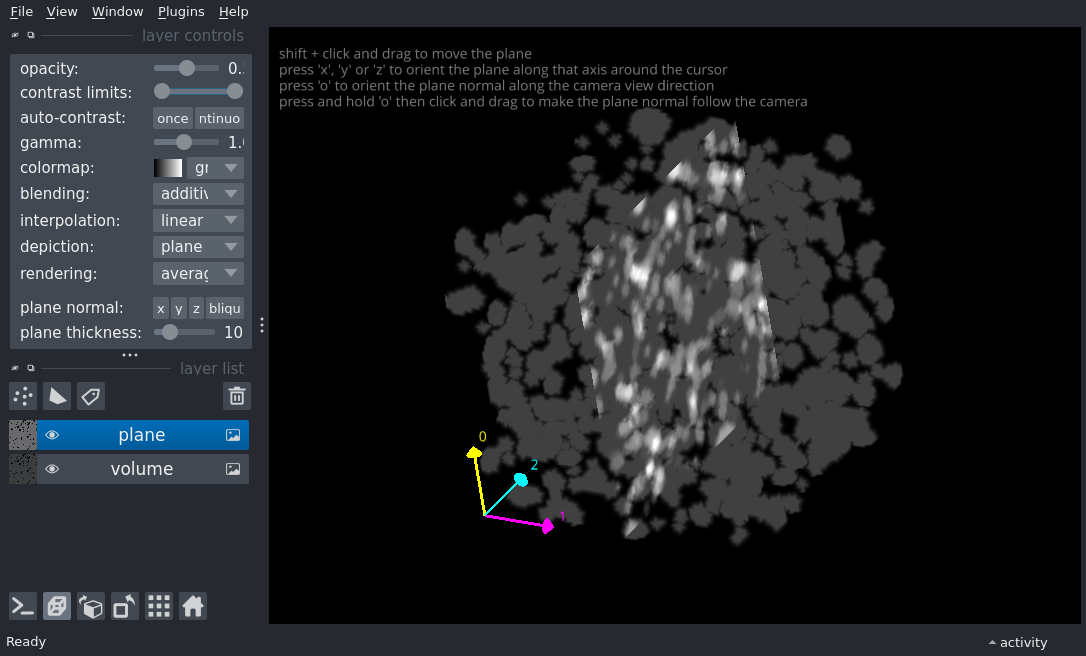 File View Window Plugins Help
layer controls
opacity: 0.
contrast limits:
auto-contrast: once ntinuo
gamma: 1.
colormap: gr
blending: additiv
interpolation: linear
depiction: plane
rendering: averag
plane normal: x y z bliqu
plane thickness: 10
layer list
plane
volume
shift + click and drag to move the plane
press 'x', 'y' or 'z' to orient the plane along that axis around the cursor
press 'o' to orient the plane normal along the camera view direction
press and hold 'o' then click and drag to make the plane normal follow the camera
0
2
1
Ready
activity